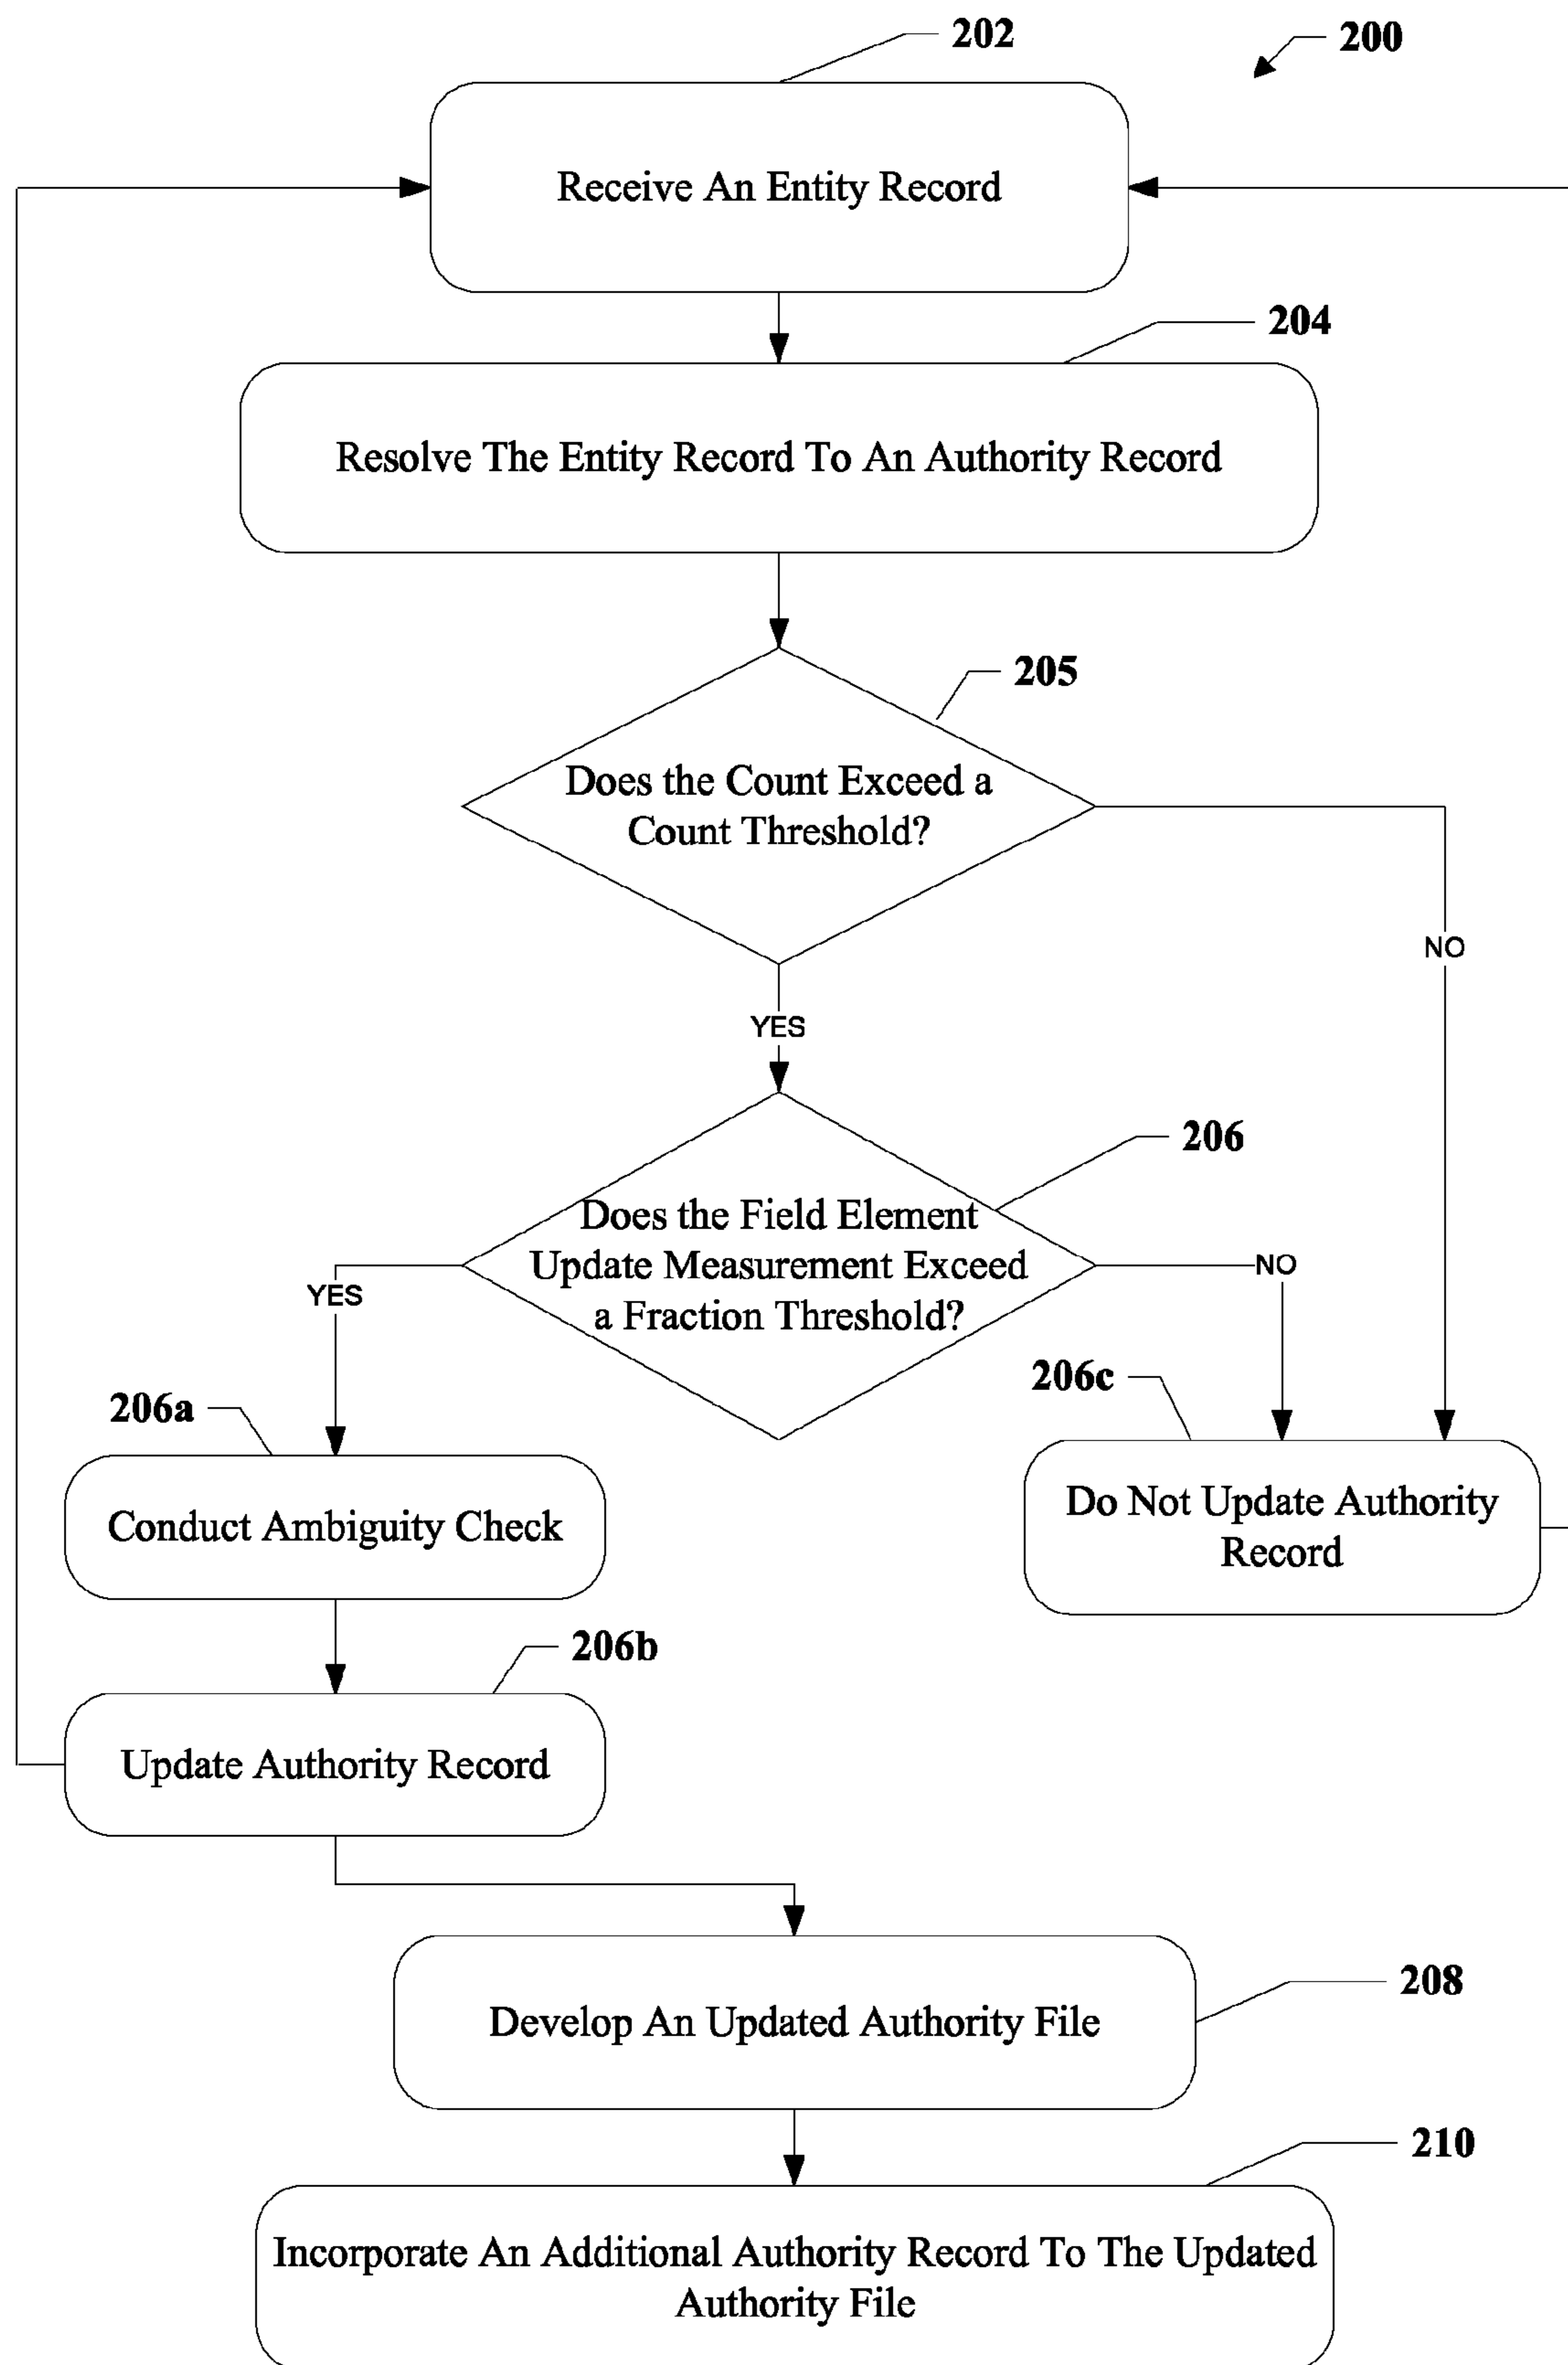 202
200
Receive An Entity Record
204
Resolve The Entity Record To An Authority Record
205
Does the Count Exceed a
Count Threshold?
NO
YES
206
Does the Field Element
Update Measurement Exceed
a Fraction Threshold?
NO
YES
206c
206a
Do Not Update Authority
Record
Conduct Ambiguity Check
206b
Update Authority Record
208
Develop An Updated Authority File
210
Incorporate An Additional Authority Record To The Updated
Authority File